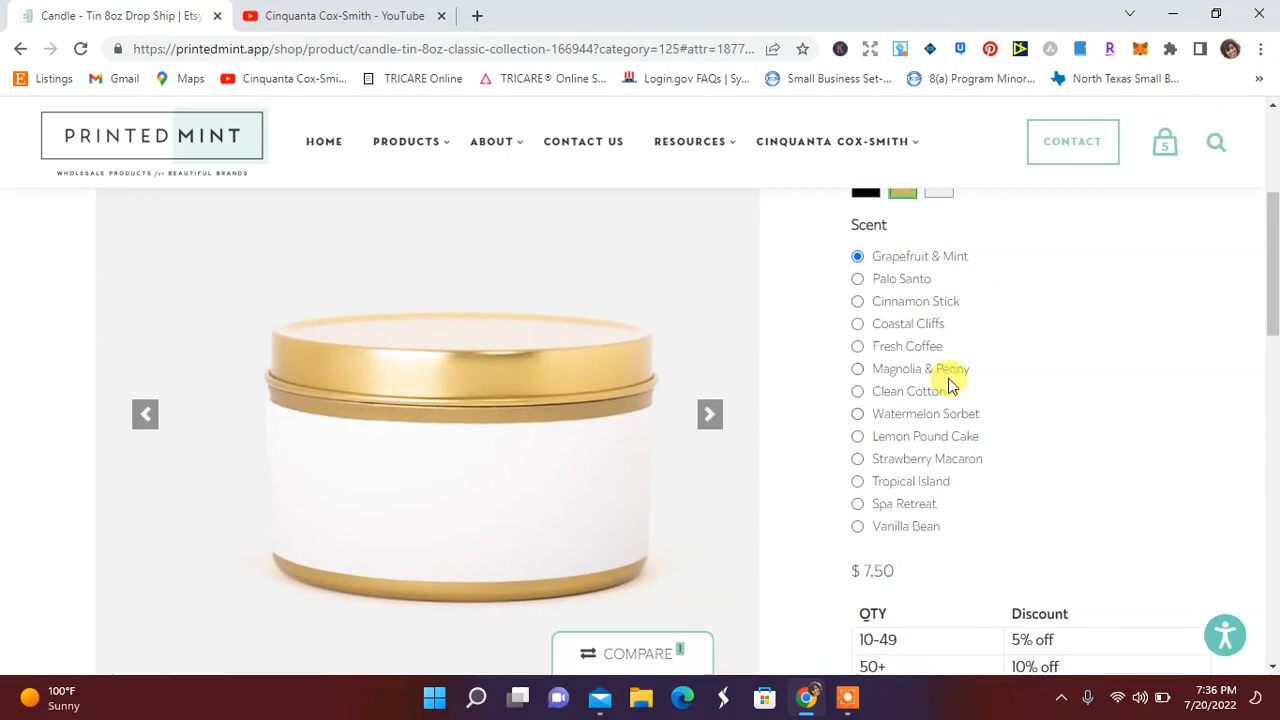 Candle - Tin 8oz Drop Ship | Etsy
Cinquanta Cox-Smith - YouTube
https://printedmint.app/shop/product/candle-tin-8oz-classic-collection-166944?category=125#attr=1877...
Listings
Gmail
Maps
Cinquanta Cox-Smi...
TRICARE Online
TRICARE® Online S...
Login.gov FAQs | Sy...
Small Business Set-...
8(a) Program Minor...
North Texas Small B...
PRINTED MINT
WHOLESALE PRODUCTS for BEAUTIFUL BRANDS
HOME
PRODUCTS
ABOUT
CONTACT US
RESOURCES
CINQUANTA COX-SMITH
CONTACT
5
Scent
Grapefruit & Mint
Palo Santo
Cinnamon Stick
Coastal Cliffs
Fresh Coffee
Magnolia & Peony
Clean Cotton
Watermelon Sorbet
Lemon Pound Cake
Strawberry Macaron
Tropical Island
Spa Retreat
Vanilla Bean
$ 7.50
QTY Discount
10-49 5% off
50+ 10% off
COMPARE
100°F
Sunny
7:36 PM
7/20/2022